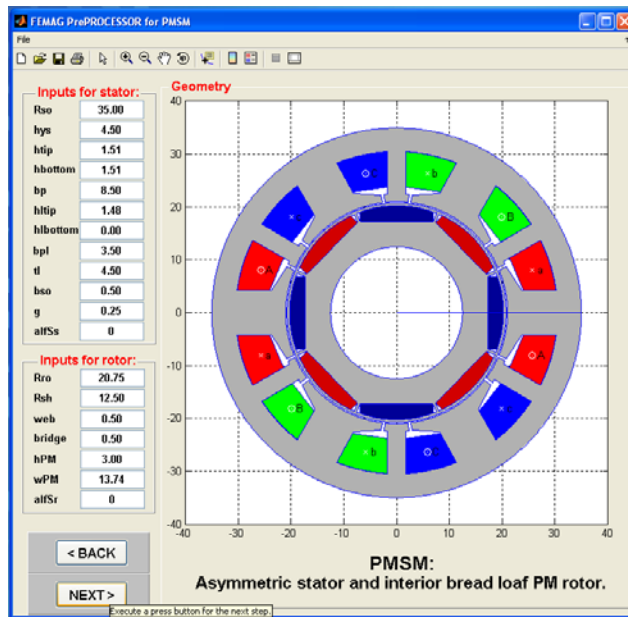 FEMAG PrePROCESSOR for PMSM
File
Inputs for stator:
Rso 35.00
hys 4.50
htip 1.51
hbottom 1.51
bp 8.50
hltip 1.48
hlbottom 0.00
bpl 3.50
tl 4.50
bso 0.50
g 0.25
alfSs 0
Inputs for rotor:
Rro 20.75
Rsh 12.50
web 0.50
bridge 0.50
hPM 3.00
wPM 13.74
alfSr 0
< BACK
NEXT >
Execute a press button for the next step.
Geometry
40
30
20
10
0
-10
-20
-30
-40
C b
c B
A a
a A
B c
b C
-40 -30 -20 -10 0 10 20 30 40
PMSM:
Asymmetric stator and interior bread loaf PM rotor.